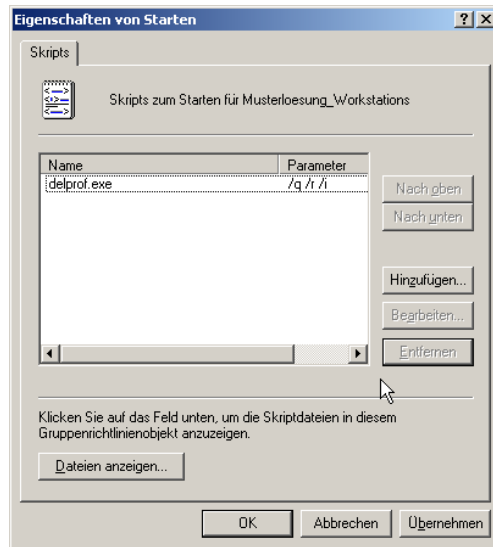 Eigenschaften von Starten
Skripts
Skripts zum Starten für Musterloesung_Workstations
Name Parameter
delprof.exe /q /r /i
Nach oben
Nach unten
Hinzufügen...
Bearbeiten...
Entfernen
Klicken Sie auf das Feld unten, um die Skriptdateien in diesem
Gruppenrichtlinienobjekt anzuzeigen.
Dateien anzeigen...
OK Abbrechen Übernehmen